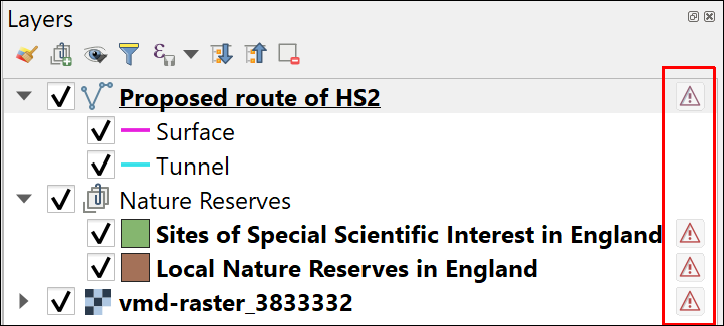 Layers
Proposed route of HS2
Surface
Tunnel
Nature Reserves
Sites of Special Scientific Interest in England
Local Nature Reserves in England
vmd-raster_3833332